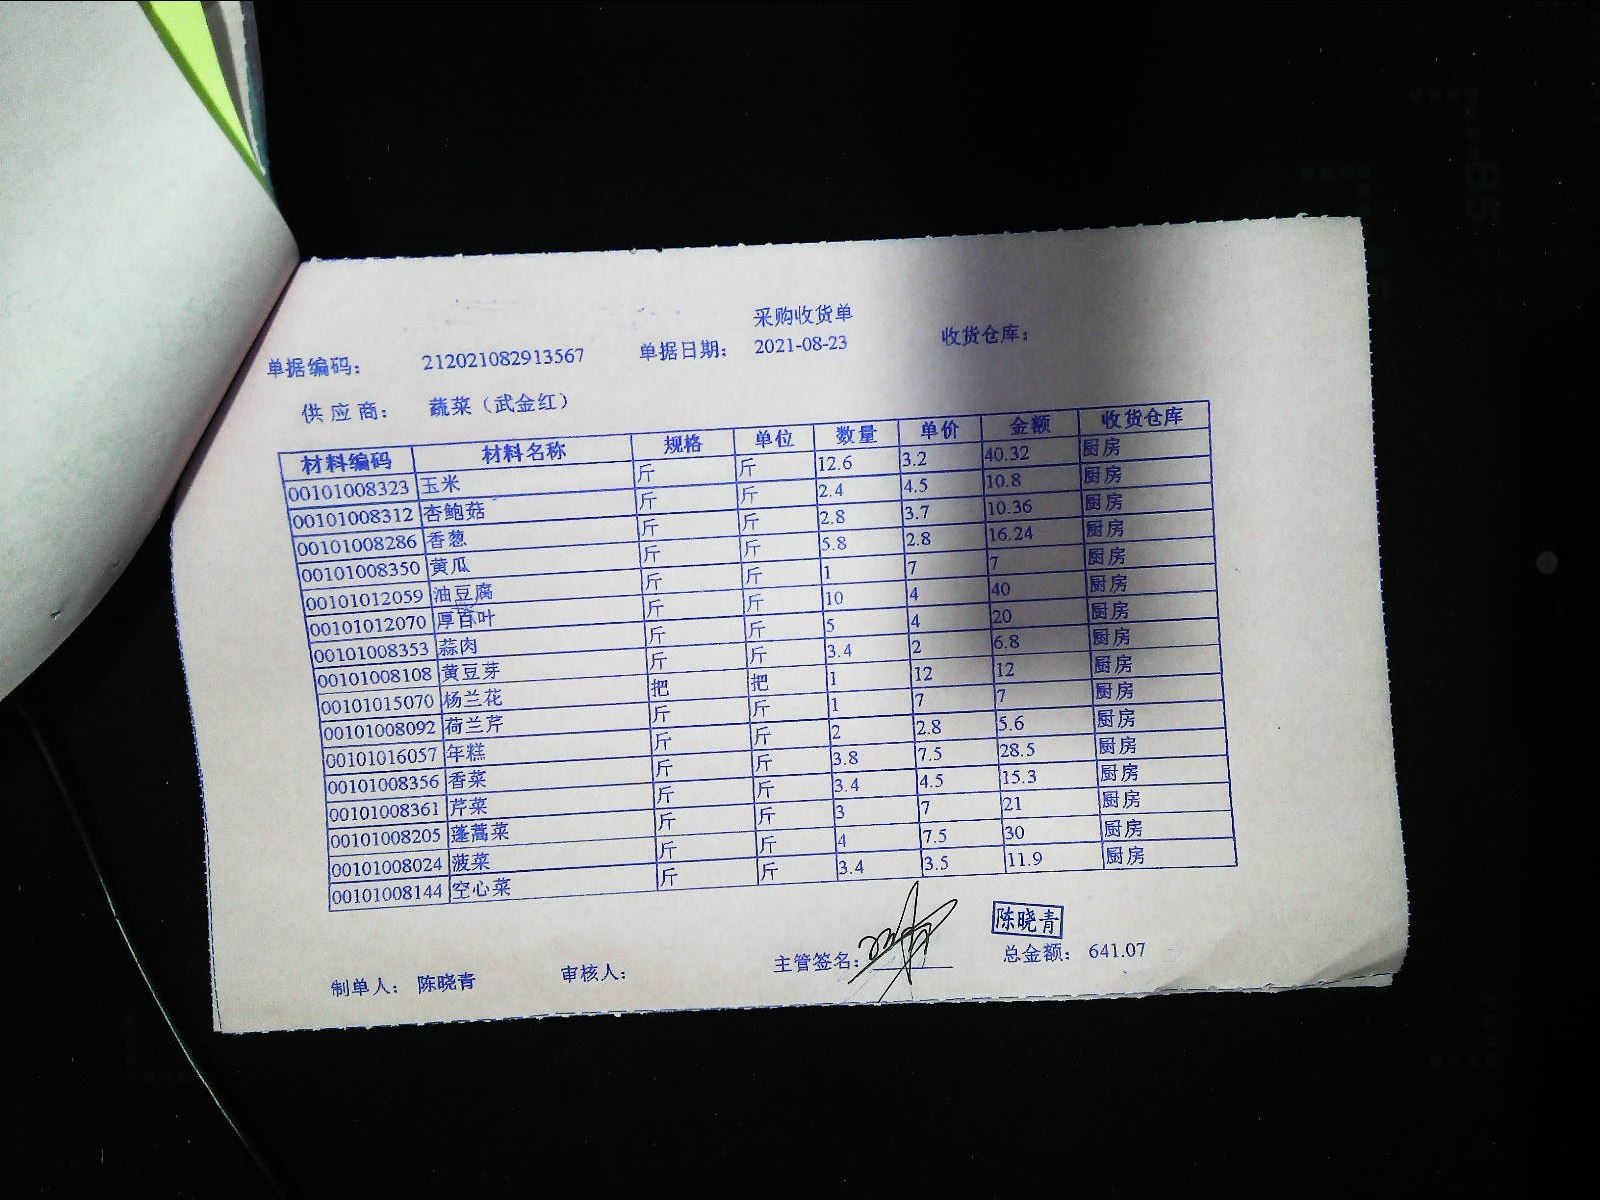 采购收货单
单据编码： 212021082913567 单据日期： 2021-08-23 收货仓库：
供 应 商： 蔬菜（武金红）
材料编码 材料名称 规格 单位 数量 单价 金额 收货仓库
00101008323 玉米 斤 斤 12.6 3.2 40.32 厨房
00101008312 杏鲍菇 斤 斤 2.4 4.5 10.8 厨房
00101008286 香葱 斤 斤 2.8 3.7 10.36 厨房
00101008350 黄瓜 斤 斤 5.8 2.8 16.24 厨房
00101012059 油豆腐 斤 斤 1 7 7 厨房
00101012070 厚百叶 斤 斤 10 4 40 厨房
00101008353 蒜肉 斤 斤 5 4 20 厨房
00101008108 黄豆芽 斤 斤 3.4 2 6.8 厨房
00101015070 杨兰花 把 把 1 12 12 厨房
00101008092 荷兰芹 斤 斤 1 7 7 厨房
00101016057 年糕 斤 斤 2 2.8 5.6 厨房
00101008356 香菜 斤 斤 3.8 7.5 28.5 厨房
00101008361 芹菜 斤 斤 3.4 4.5 15.3 厨房
00101008205 蓬蒿菜 斤 斤 3 7 21 厨房
00101008024 菠菜 斤 斤 4 7.5 30 厨房
00101008144 空心菜 斤 斤 3.4 3.5 11.9 厨房
陈晓青
制单人： 陈晓青 审核人： 主管签名： 总金额： 641.07